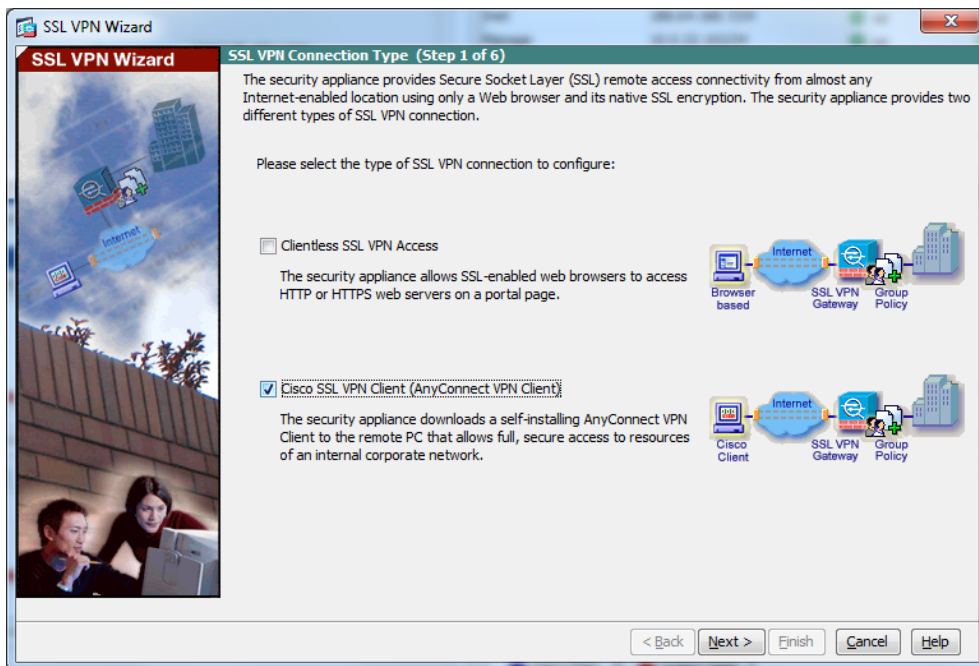 SSL VPN Wizard
SSL VPN Wizard
SSL VPN Connection Type (Step 1 of 6)
The security appliance provides Secure Socket Layer (SSL) remote access connectivity from almost any
Internet-enabled location using only a Web browser and its native SSL encryption. The security appliance provides two
different types of SSL VPN connection.
Please select the type of SSL VPN connection to configure:
Internet
Clientless SSL VPN Access
The security appliance allows SSL-enabled web browsers to access
HTTP or HTTPS web servers on a portal page.
Internet
Browser
based
SSL VPN
Gateway
Group
Policy
Cisco SSL VPN Client (AnyConnect VPN Client)
The security appliance downloads a self-installing AnyConnect VPN
Client to the remote PC that allows full, secure access to resources
of an internal corporate network.
Internet
Cisco
Client
SSL VPN
Gateway
Group
Policy
< Back
Next >
Finish
Cancel
Help